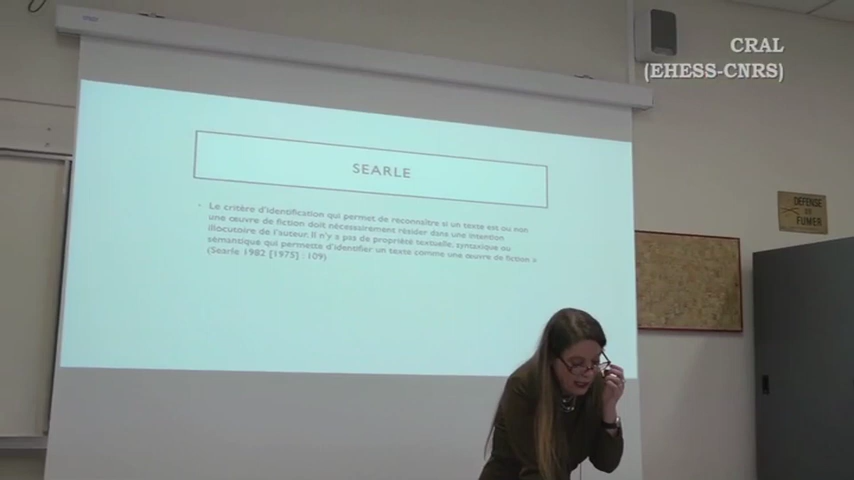 CRAL
(EHESS-CNRS)
SEARLE
• Le critère d'identification qui permet de reconnaître si un texte est ou non
une œuvre de fiction doit nécessairement résider dans une intention
illocutoire de l'auteur. Il n'y a pas de propriété textuelle, syntaxique ou
sémantique qui permette d'identifier un texte comme une œuvre de fiction »
(Searle 1982 [1975] : 109)
DÉFENSE
DE
FUMER